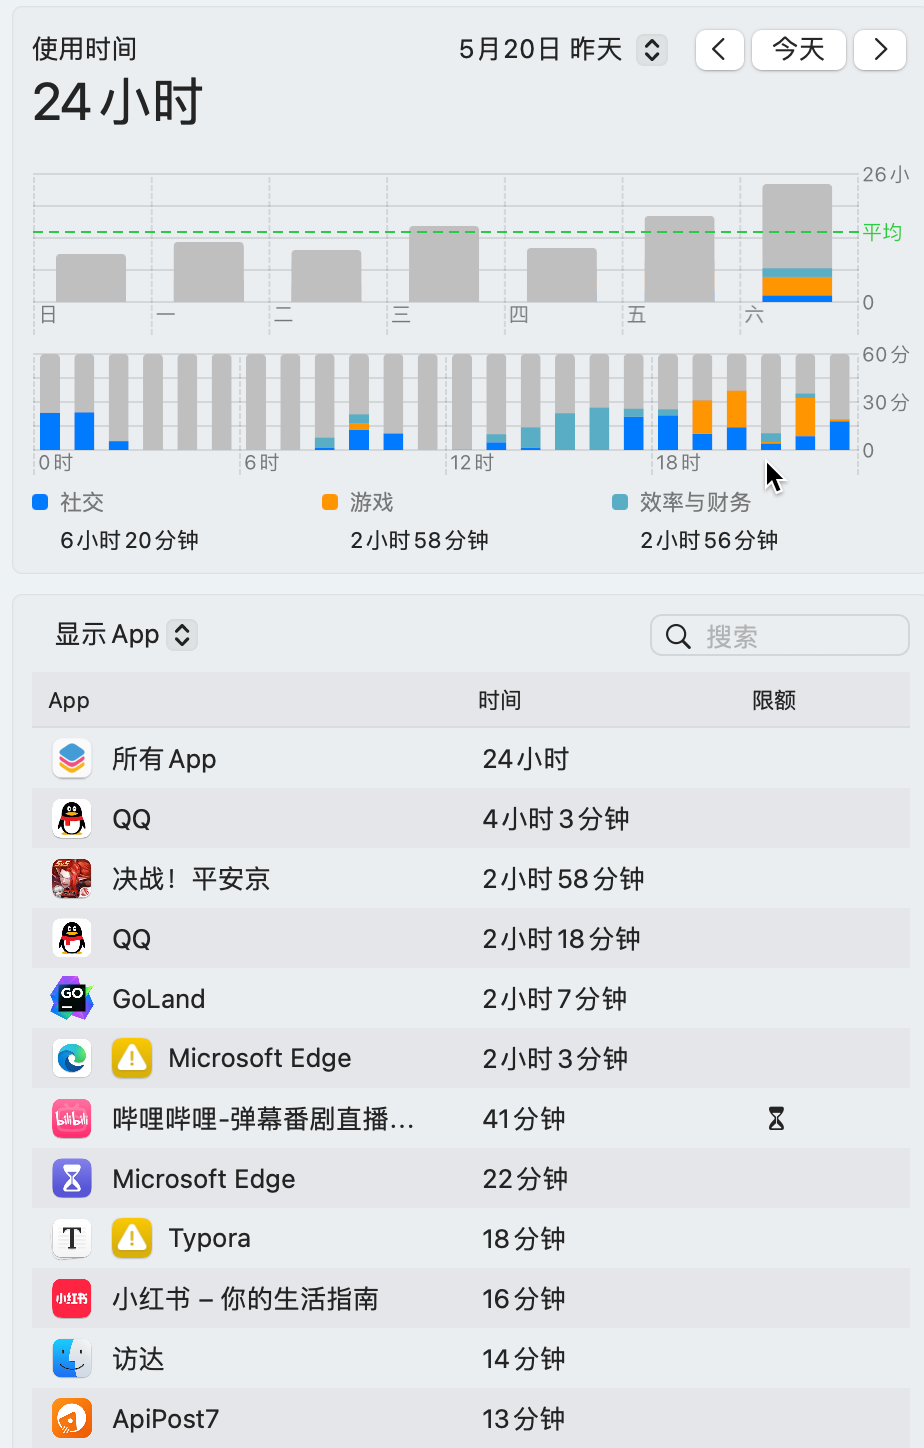 使用时间
5月20日 昨天
今天
24小时
26小
平均
0
日 一 二 三 四 五 六
60分
30分
0
0时 6时 12时 18时
社交 游戏 效率与财务
6小时20分钟 2小时58分钟 2小时56分钟
显示 App
搜索
App 时间 限额
所有 App 24小时
QQ 4小时3分钟
5v5
决战！平安京 2小时58分钟
QQ 2小时18分钟
GO
GoLand 2小时7分钟
Microsoft Edge 2小时3分钟
bilibili
哔哩哔哩-弹幕番剧直播… 41分钟
Microsoft Edge 22分钟
T
Typora 18分钟
小红书
小红书 – 你的生活指南 16分钟
访达 14分钟
ApiPost7 13分钟